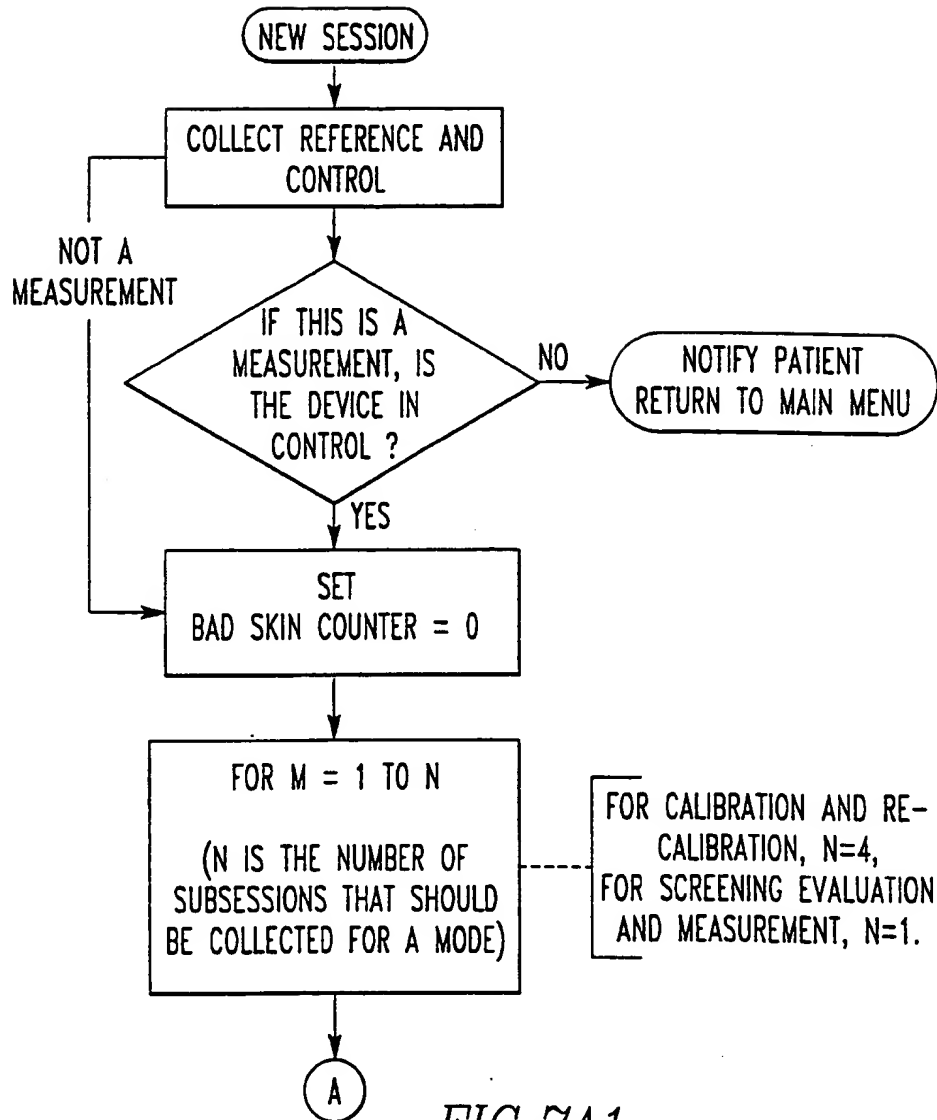 NEW SESSION
COLLECT REFERENCE AND
CONTROL
NOT A
MEASUREMENT
IF THIS IS A
MEASUREMENT, IS
THE DEVICE IN
CONTROL ?
NO
NOTIFY PATIENT
RETURN TO MAIN MENU
YES
SET
BAD SKIN COUNTER = 0
FOR M = 1 TO N
(N IS THE NUMBER OF
SUBSESSIONS THAT SHOULD
BE COLLECTED FOR A MODE)
FOR CALIBRATION AND RE-
CALIBRATION, N=4,
FOR SCREENING EVALUATION
AND MEASUREMENT, N=1.
A
FIG. 7A1